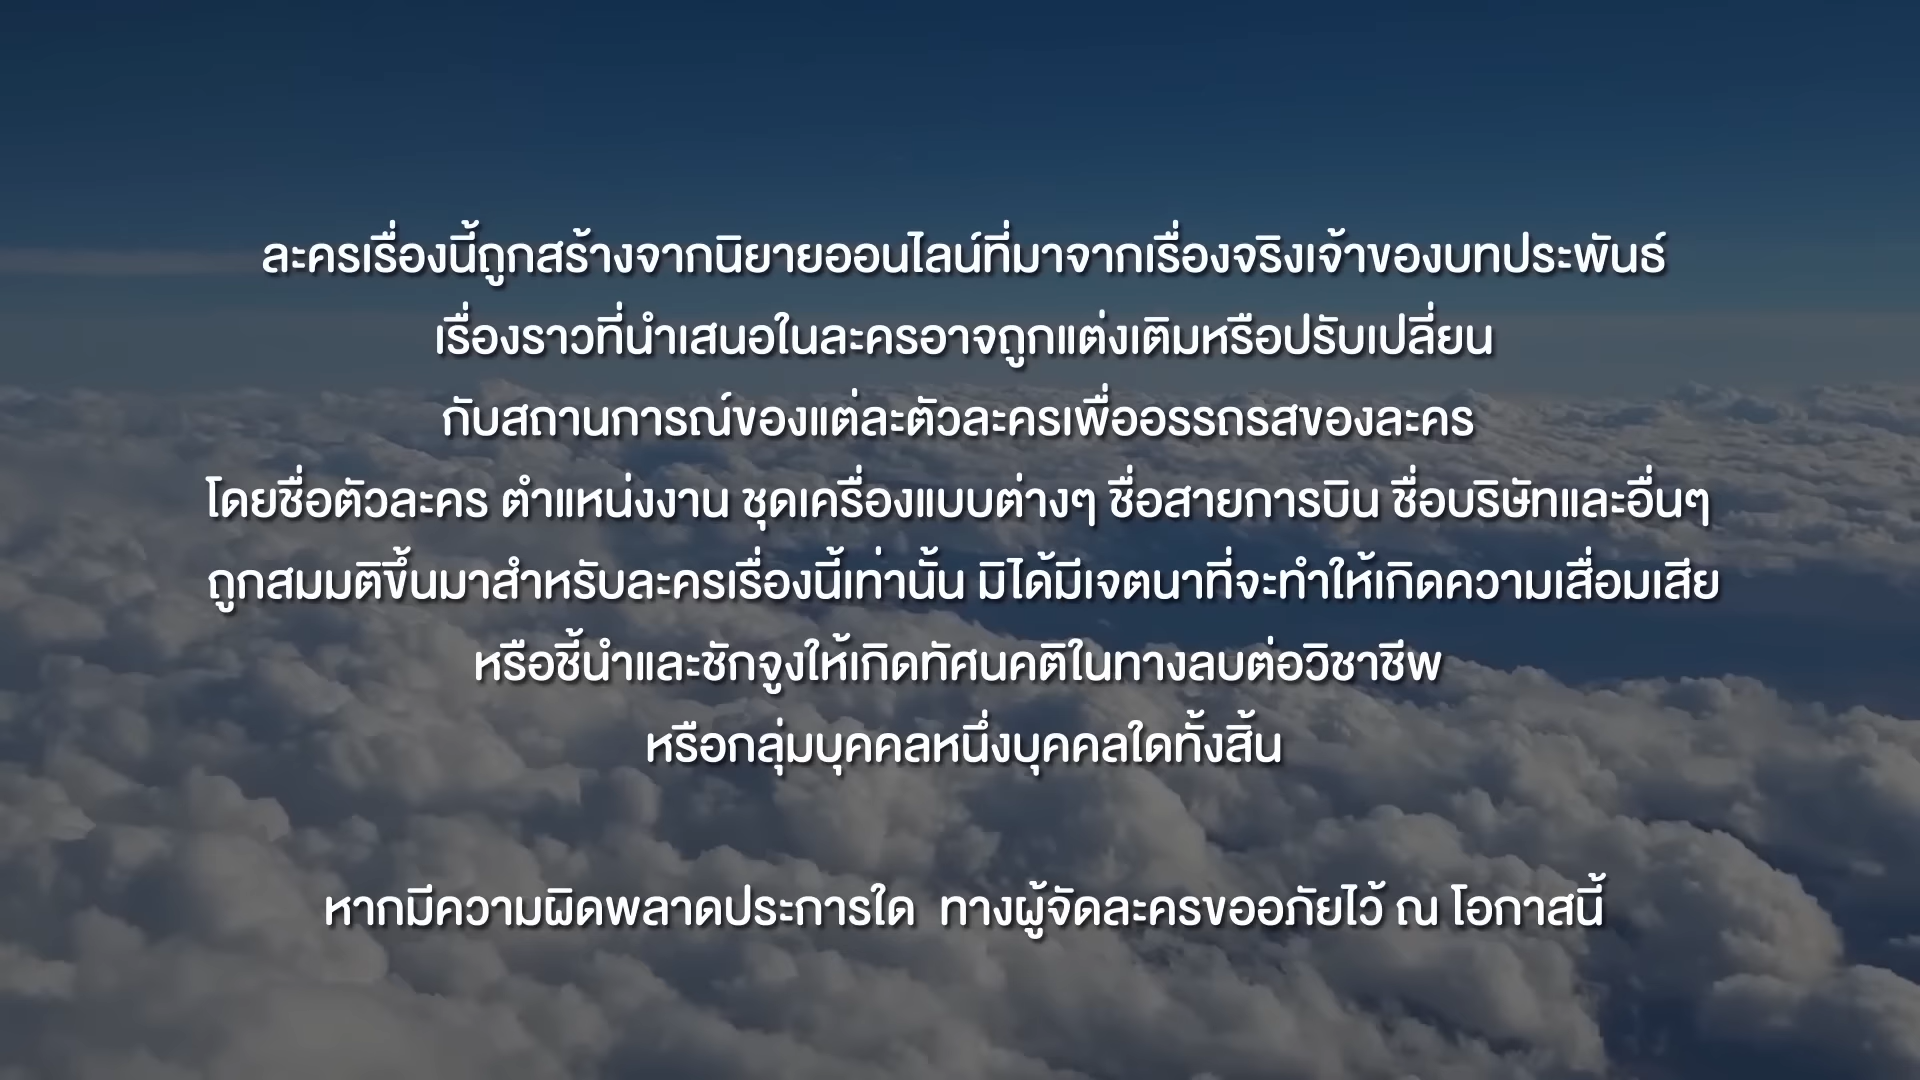 ละครเรื่องนี้ถูกสร้างจากนิยายออนไลน์ที่มาจากเรื่องจริงเจ้าของบทประพันธ์
เรื่องราวที่นำเสนอในละครอาจถูกแต่งเติมหรือปรับเปลี่ยน
กับสถานการณ์ของแต่ละตัวละครเพื่ออรรถรสของละคร
โดยชื่อตัวละคร ตำแหน่งงาน ชุดเครื่องแบบต่างๆ ชื่อสายการบิน ชื่อบริษัทและอื่นๆ
ถูกสมมติขึ้นมาสำหรับละครเรื่องนี้เท่านั้น มิได้มีเจตนาที่จะทำให้เกิดความเสื่อมเสีย
หรือชี้นำและชักจูงให้เกิดทัศนคติในทางลบต่อวิชาชีพ
หรือกลุ่มบุคคลหนึ่งบุคคลใดทั้งสิ้น
หากมีความผิดพลาดประการใด ทางผู้จัดละครขออภัยไว้ ณ โอกาสนี้